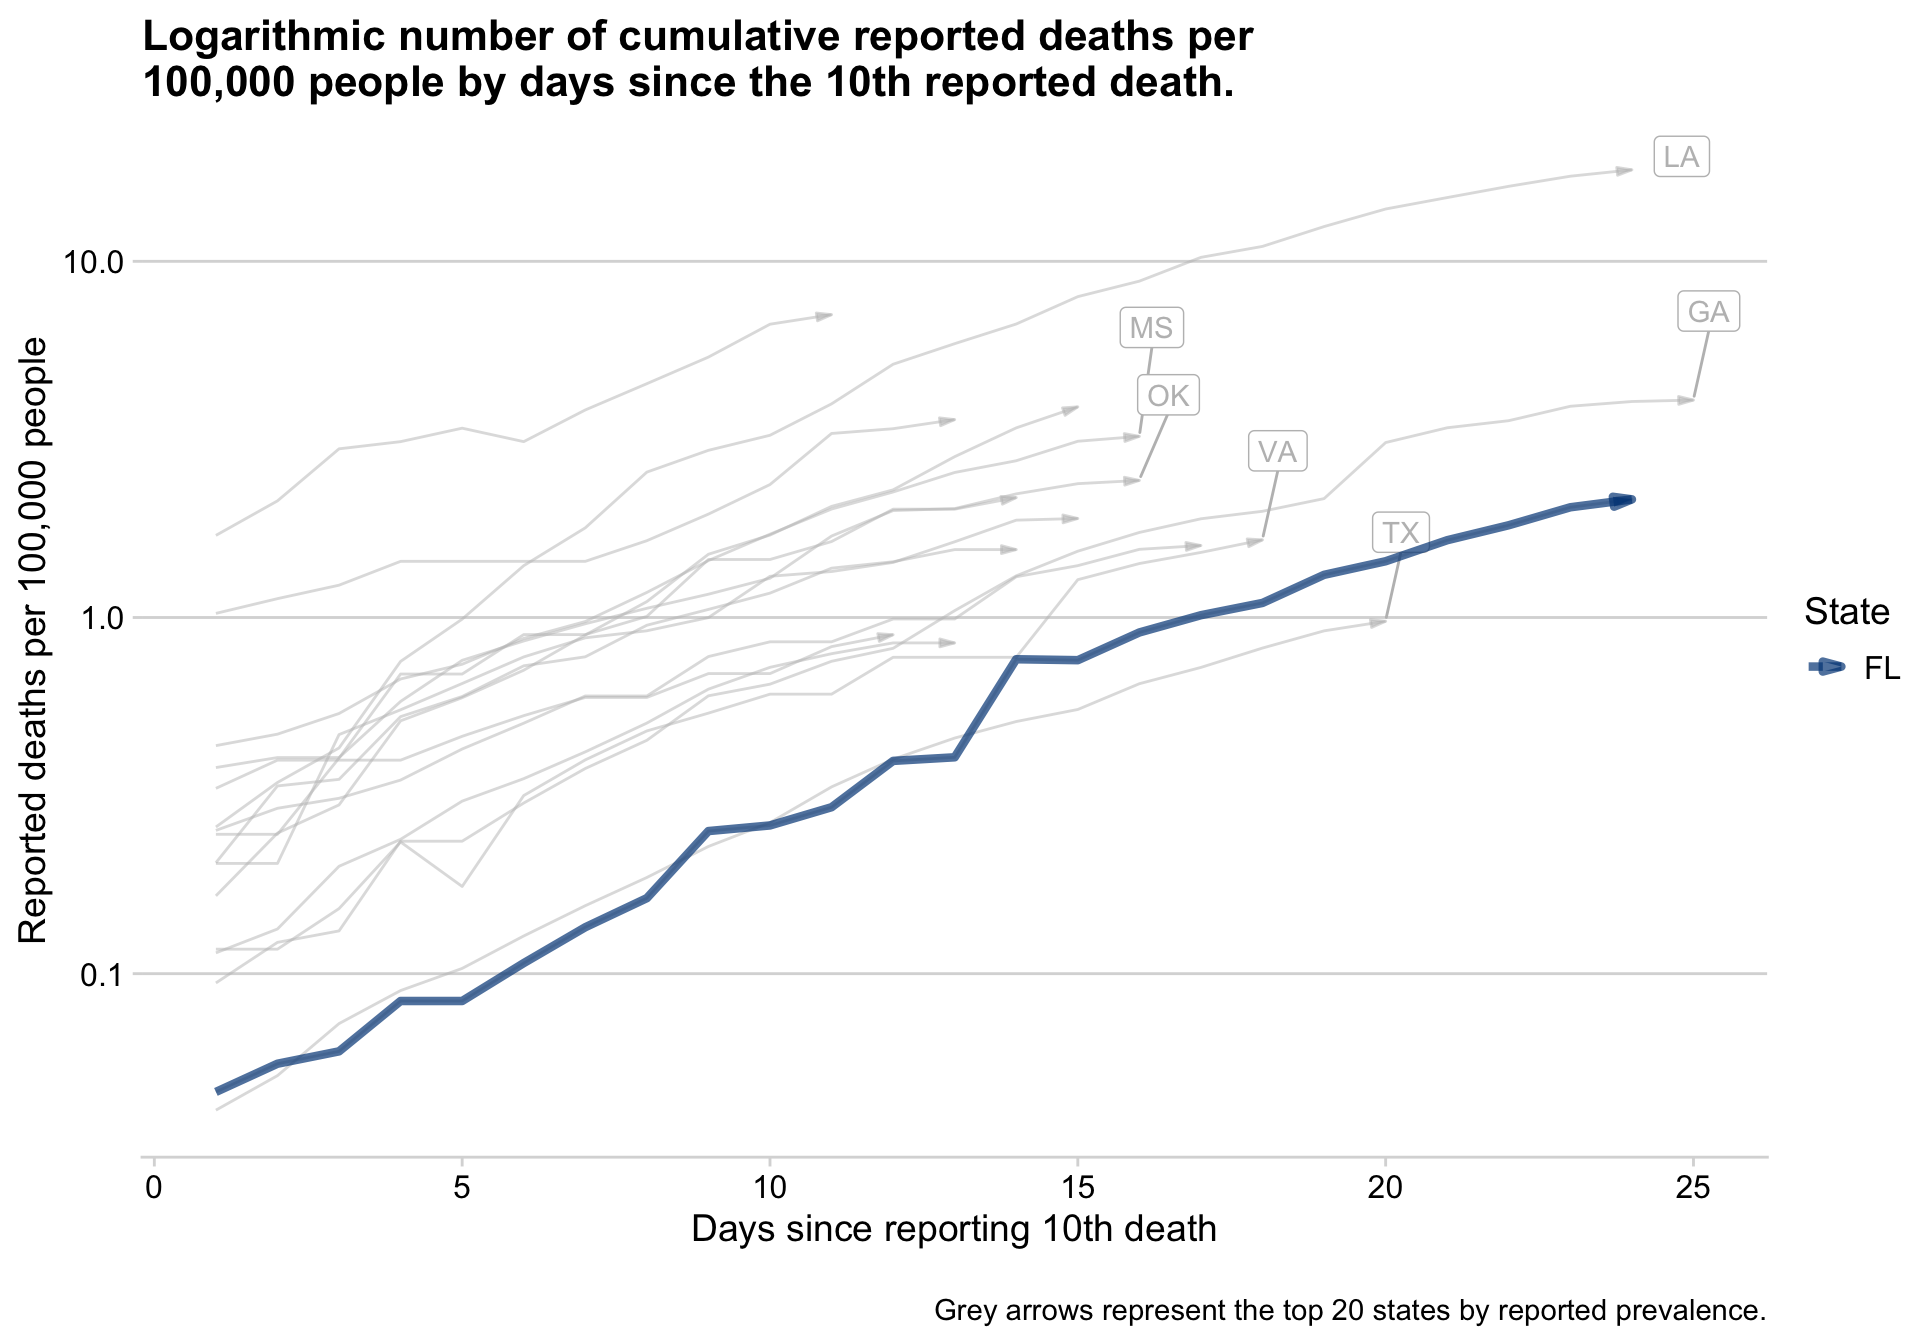 Logarithmic number of cumulative reported deaths per
100,000 people by days since the 10th reported death.
Reported deaths per 100,000 people
10.0
1.0
0.1
LA
GA
MS
OK
VA
TX
State
FL
0 5 10 15 20 25
Days since reporting 10th death
Grey arrows represent the top 20 states by reported prevalence.